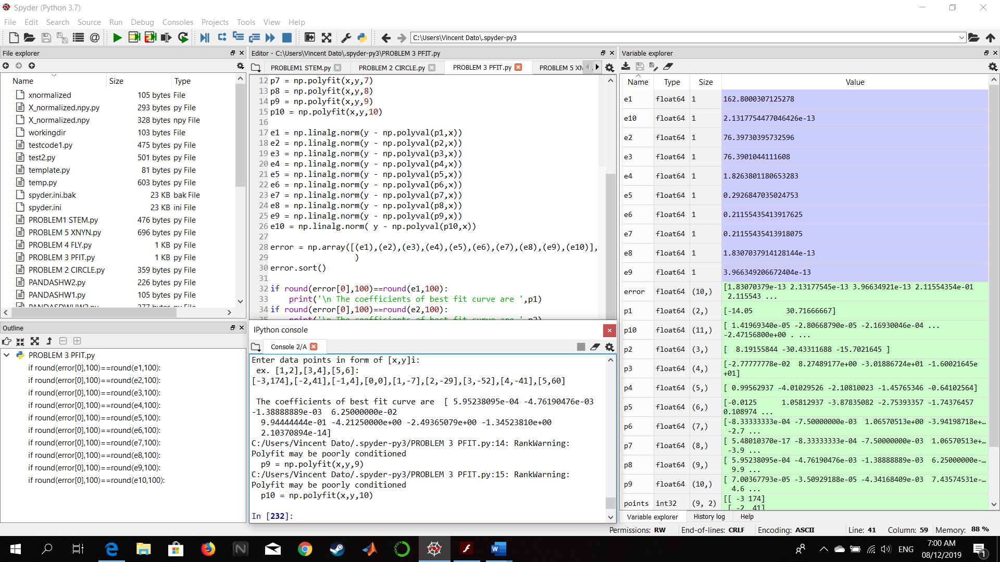 Spyder (Python 3.7)
File Edit Search Source Run Debug Consoles Projects Tools View Help
C:\Users\Vincent Dato\.spyder-py3
File explorer
Name Size Type
xnormalized 105 bytes File
X_normalized.npy.py 293 bytes py File
X_normalized.npy 328 bytes npy File
workingdir 103 bytes File
testcode1.py 475 bytes py File
test2.py 501 bytes py File
template.py 81 bytes py File
temp.py 603 bytes py File
spyder.ini.bak 23 KB bak File
spyder.ini 23 KB ini File
PROBLEM1 STEM.py 476 bytes py File
PROBLEM 5 XNYN.py 696 bytes py File
PROBLEM 4 FLY.py 1 KB py File
PROBLEM 3 PFIT.py 1 KB py File
PROBLEM 2 CIRCLE.py 359 bytes py File
PANDASHW2.py 226 bytes py File
PANDASHW1.py 105 bytes py File
Outline
PROBLEM 3 PFIT.py
if round(error[0],100)==round(e1,100):
if round(error[0],100)==round(e2,100):
if round(error[0],100)==round(e3,100):
if round(error[0],100)==round(e4,100):
if round(error[0],100)==round(e5,100):
if round(error[0],100)==round(e6,100):
if round(error[0],100)==round(e7,100):
if round(error[0],100)==round(e8,100):
if round(error[0],100)==round(e9,100):
if round(error[0],100)==round(e10,100):
Editor - C:\Users\Vincent Dato\.spyder-py3\PROBLEM 3 PFIT.py
PROBLEM1 STEM.py PROBLEM 2 CIRCLE.py PROBLEM 3 PFIT.py PROBLEM 5 XN
12 p7 = np.polyfit(x,y,7)
13 p8 = np.polyfit(x,y,8)
14 p9 = np.polyfit(x,y,9)
15 p10 = np.polyfit(x,y,10)
16
17 e1 = np.linalg.norm(y - np.polyval(p1,x))
18 e2 = np.linalg.norm(y - np.polyval(p2,x))
19 e3 = np.linalg.norm(y - np.polyval(p3,x))
20 e4 = np.linalg.norm(y - np.polyval(p4,x))
21 e5 = np.linalg.norm(y - np.polyval(p5,x))
22 e6 = np.linalg.norm(y - np.polyval(p6,x))
23 e7 = np.linalg.norm(y - np.polyval(p7,x))
24 e8 = np.linalg.norm(y - np.polyval(p8,x))
25 e9 = np.linalg.norm(y - np.polyval(p9,x))
26 e10 = np.linalg.norm( y - np.polyval(p10,x))
27
28 error = np.array([(e1),(e2),(e3),(e4),(e5),(e6),(e7),(e8),(e9),(e10)],
29 )
30 error.sort()
31
32 if round(error[0],100)==round(e1,100):
33 print('\n The coefficients of best fit curve are ',p1)
34 if round(error[0],100)==round(e2,100):
IPython console
Console 2/A
Enter data points in form of [x,y]i:
ex. [1,2],[3,4],[5,6]:
[-3,174],[-2,41],[-1,4],[0,0],[1,-7],[2,-29],[3,-52],[4,-41],[5,60]
The coefficients of best fit curve are [ 5.95238095e-04 -4.76190476e-03
-1.38888889e-03 6.25000000e-02
9.94444444e-01 -4.21250000e+00 -2.49365079e+00 -1.34523810e+00
2.10370894e-14]
C:/Users/Vincent Dato/.spyder-py3/PROBLEM 3 PFIT.py:14: RankWarning:
Polyfit may be poorly conditioned
p9 = np.polyfit(x,y,9)
C:/Users/Vincent Dato/.spyder-py3/PROBLEM 3 PFIT.py:15: RankWarning:
Polyfit may be poorly conditioned
p10 = np.polyfit(x,y,10)
In [232]:
Variable explorer
Name Type Size Value
e1 float64 1 162.8000307125278
e10 float64 1 2.1317754477046426e-13
e2 float64 1 76.39730395732596
e3 float64 1 76.3901044111608
e4 float64 1 1.8263801180653283
e5 float64 1 0.2926847035024753
e6 float64 1 0.21155435413917625
e7 float64 1 0.21155435413918075
e8 float64 1 1.8307037914128144e-13
e9 float64 1 3.966349206672404e-13
error float64 (10,) [1.83070379e-13 2.13177545e-13 3.96634921e-13 2.11554354e-01
2.115543 ...
p1 float64 (2,) [-14.05 30.71666667]
p10 float64 (11,) [ 1.41969340e-05 -2.80668790e-05 -2.16930046e-04 ...
-2.47156800e+00 . ...
p2 float64 (3,) [ 8.19155844 -30.43311688 -15.7021645 ]
p3 float64 (4,) [-2.77777778e-02 8.27489177e+00 -3.01886724e+01 -1.60021645e
+01]
p4 float64 (5,) [ 0.99562937 -4.01029526 -2.10810023 -1.45765346 -0.64102564]
p5 float64 (6,) [-0.0125 1.05812937 -3.87835082 -2.75393357 -1.74376457
0.108974 ...
p6 float64 (7,) [-8.33333333e-04 -7.50000000e-03 1.06570513e+00 -3.94198718e+...
-2.7 ...
p7 float64 (8,) [ 5.48010370e-17 -8.33333333e-04 -7.50000000e-03 1.06570513e+...
-3.9 ...
p8 float64 (9,) [ 5.95238095e-04 -4.76190476e-03 -1.38888889e-03 6.25000000e-...
9.9 ...
p9 float64 (10,) [ 7.00367793e-05 -3.50929188e-05 -4.34168409e-03 7.43574531e-...
4.6 ...
points int32 (9, 2) [[ -3 174]
[ -2 41]
Variable explorer History log Help
Permissions: RW End-of-lines: CRLF Encoding: ASCII Line: 41 Column: 59 Memory: 88 %
ENG
7:00 AM
08/12/2019
1